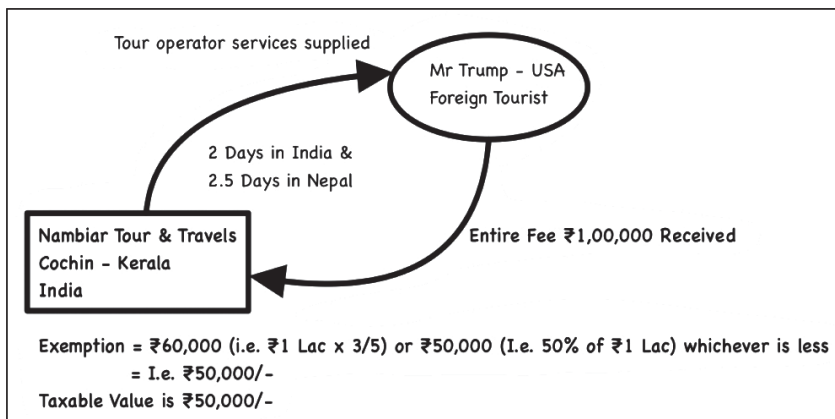 Tour operator services supplied
Mr Trump - USA
Foreign Tourist
2 Days in India &
2.5 Days in Nepal
Nambiar Tour & Travels
Cochin - Kerala
India
Entire Fee ₹1,00,000 Received
Exemption = ₹60,000 (i.e. ₹1 Lac x 3/5) or ₹50,000 (I.e. 50% of ₹1 Lac) whichever is less
= I.e. ₹50,000/-
Taxable Value is ₹50,000/-